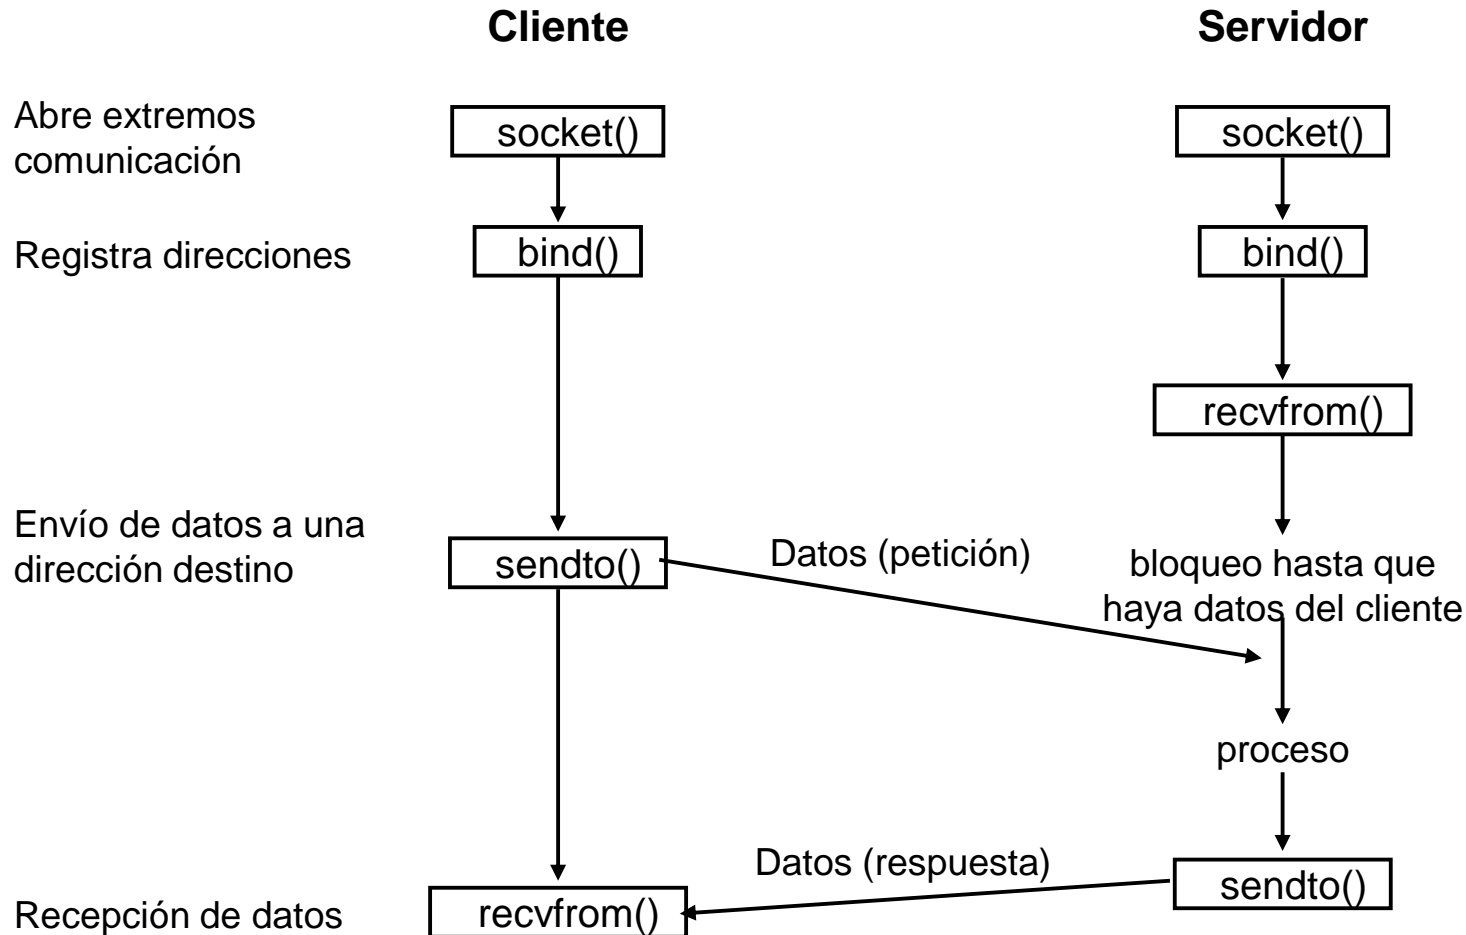 Cliente
Servidor
Abre extremos
comunicación
socket()
socket()
Registra direcciones
bind()
bind()
recvfrom()
Envío de datos a una
dirección destino
sendto()
Datos (petición)
bloqueo hasta que
haya datos del cliente
proceso
Datos (respuesta)
sendto()
Recepción de datos
recvfrom()